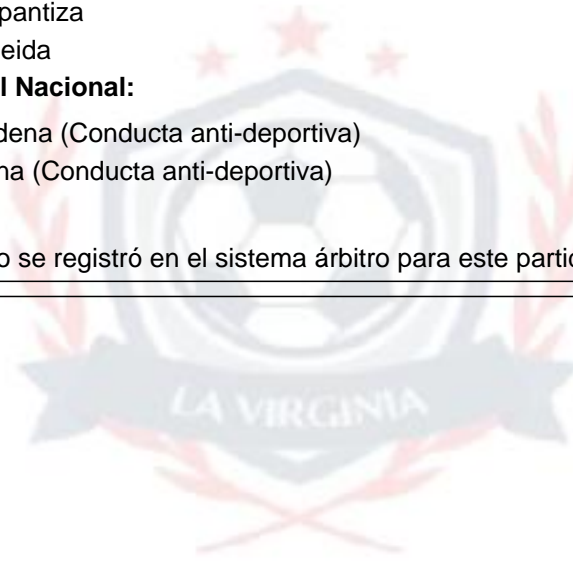 pantiza
eida
l Nacional:
dena (Conducta anti-deportiva)
na (Conducta anti-deportiva)
o se registró en el sistema árbitro para este parti
LA VIRGINIA